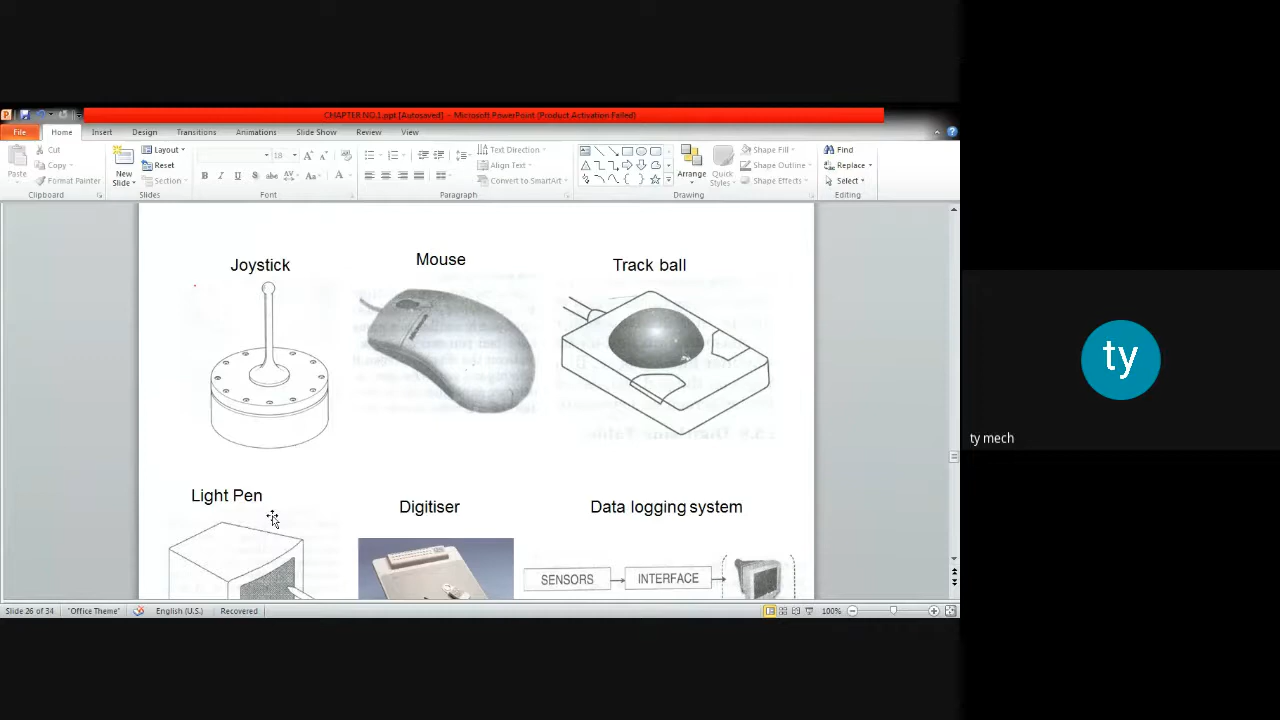 CHAPTER NO.1.ppt [Autosaved] - Microsoft PowerPoint (Product Activation Failed)
File Home Insert Design Transitions Animations Slide Show Review View
Paste
Cut
Copy
Format Painter
Clipboard
New
Slide
Layout
Reset
Section
Slides
18
B I U S abc AV Aa A
Font
Paragraph
Text Direction
Align Text
Convert to SmartArt
Arrange
Quick
Styles
Drawing
Shape Fill
Shape Outline
Shape Effects
Find
Replace
Select
Editing
Joystick
Mouse
Track ball
Light Pen
Digitiser
Data logging system
SENSORS
INTERFACE
Slide 26 of 34
"Office Theme"
English (U.S.)
Recovered
100%
ty
ty mech